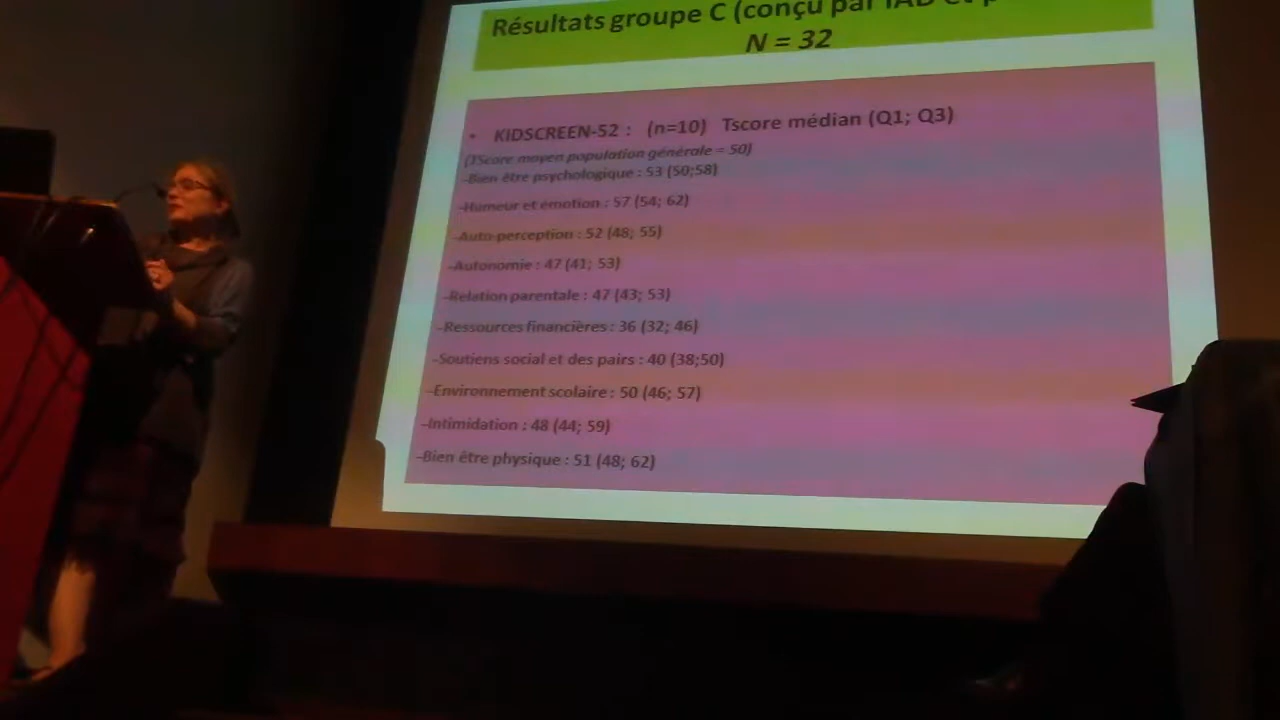 Résultats groupe C (conçu par IAD et p
N = 32
• KIDSCREEN-52 : (n=10) Tscore médian (Q1; Q3)
(TScore moyen population générale = 50)
-Bien être psychologique : 53 (50;58)
-Humeur et émotion : 57 (54; 62)
-Auto-perception : 52 (48; 55)
-Autonomie : 47 (41; 53)
-Relation parentale : 47 (43; 53)
-Ressources financières : 36 (32; 46)
-Soutiens social et des pairs : 40 (38;50)
-Environnement scolaire : 50 (46; 57)
-Intimidation : 48 (44; 59)
-Bien être physique : 51 (48; 62)